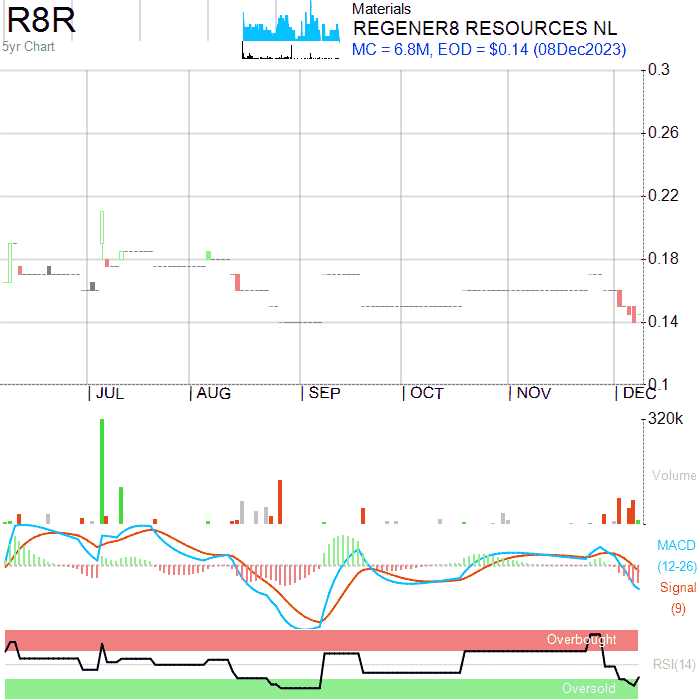 R8R
5yr Chart
Materials
REGENER8 RESOURCES NL
MC = 6.8M, EOD = $0.14 (08Dec2023)
0.3
0.26
0.22
0.18
0.14
0.1
JUL
AUG
SEP
OCT
NOV
DEC
320k
Volume
MACD
(12-26)
Signal
(9)
Overbought
RSI(14)
Oversold